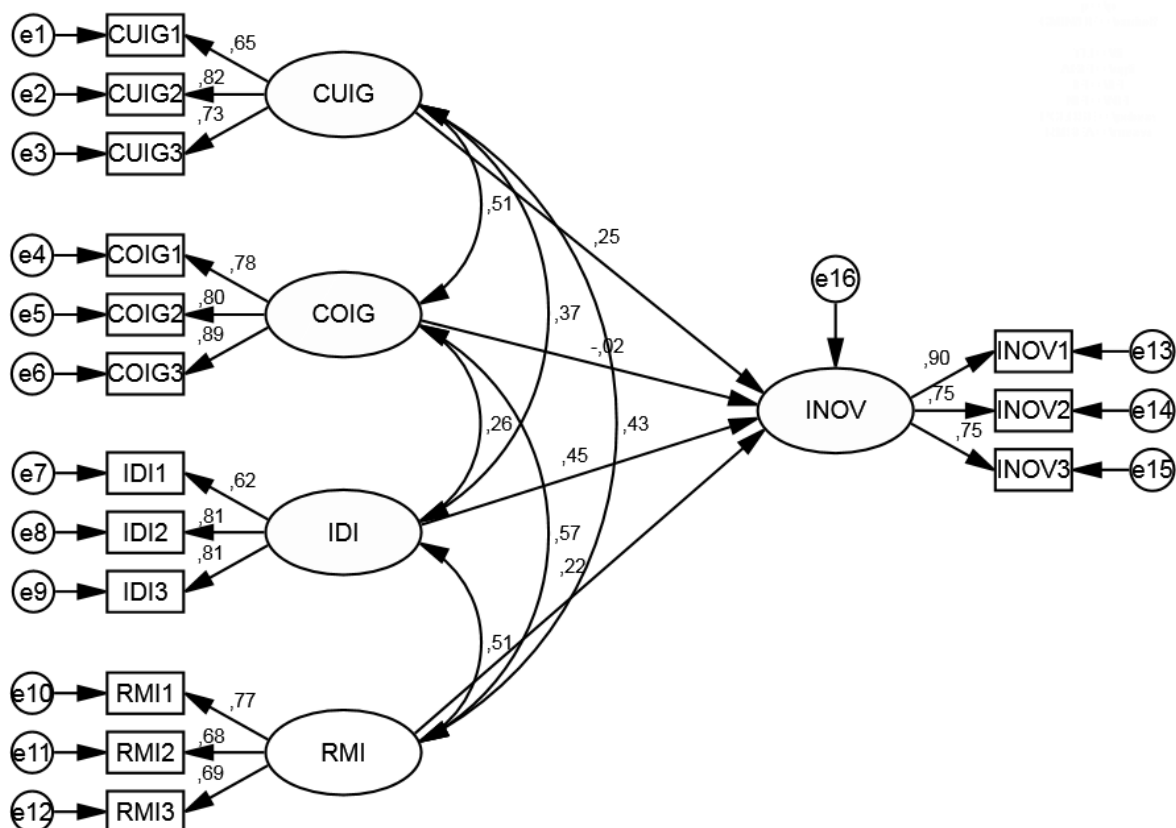 e1
CUIG1
,65
e2
CUIG2
,82
CUIG
e3
CUIG3
,73
,51
,25
e4
COIG1
,78
e16
e5
COIG2
,80
COIG
,37
-,02
e6
COIG3
,89
INOV1
e13
,90
INOV
,75
INOV2
e14
,26
,43
,75
INOV3
e15
,45
e7
IDI1
,62
e8
IDI2
,81
IDI
,57
e9
IDI3
,81
,22
,51
e10
RMI1
,77
e11
RMI2
,68
RMI
e12
RMI3
,69